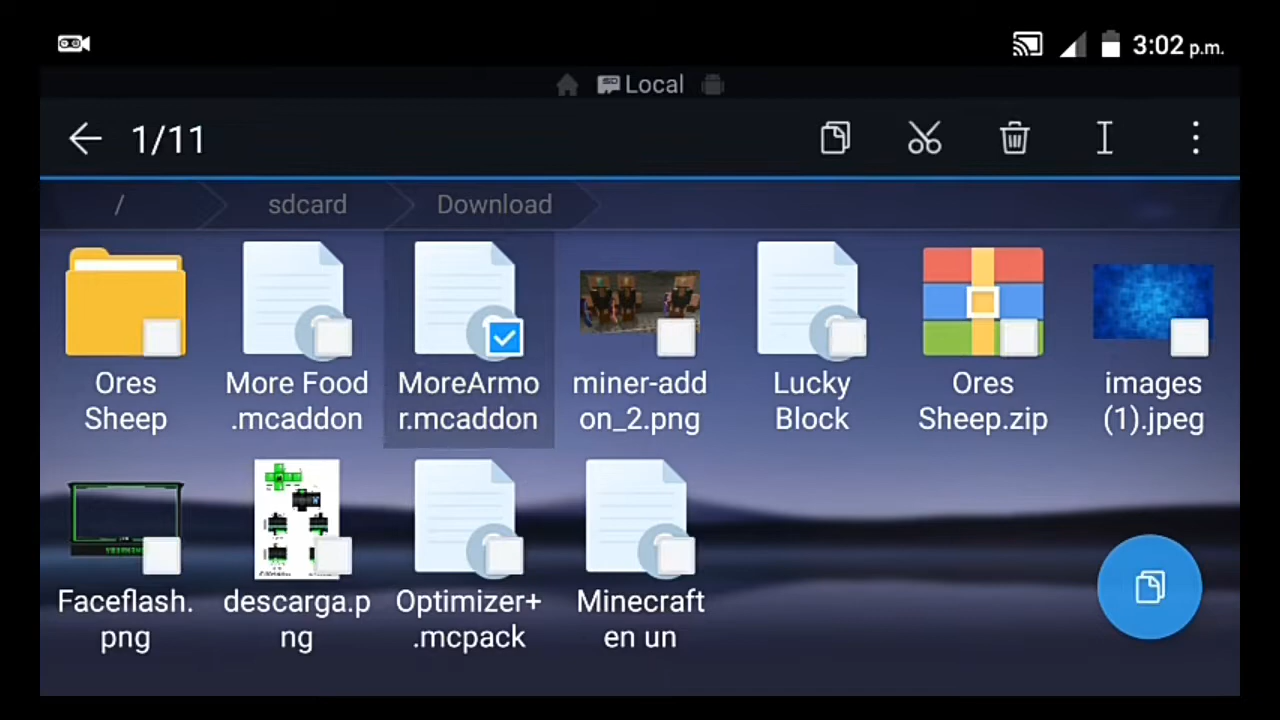 3:02 p.m.
Local
1/11
/
sdcard
Download
Ores
Sheep
More Food
.mcaddon
MoreArmo
r.mcaddon
miner-add
on_2.png
Lucky
Block
Ores
Sheep.zip
images
(1).jpeg
Faceflash.
png
descarga.p
ng
Optimizer+
.mcpack
Minecraft
en un